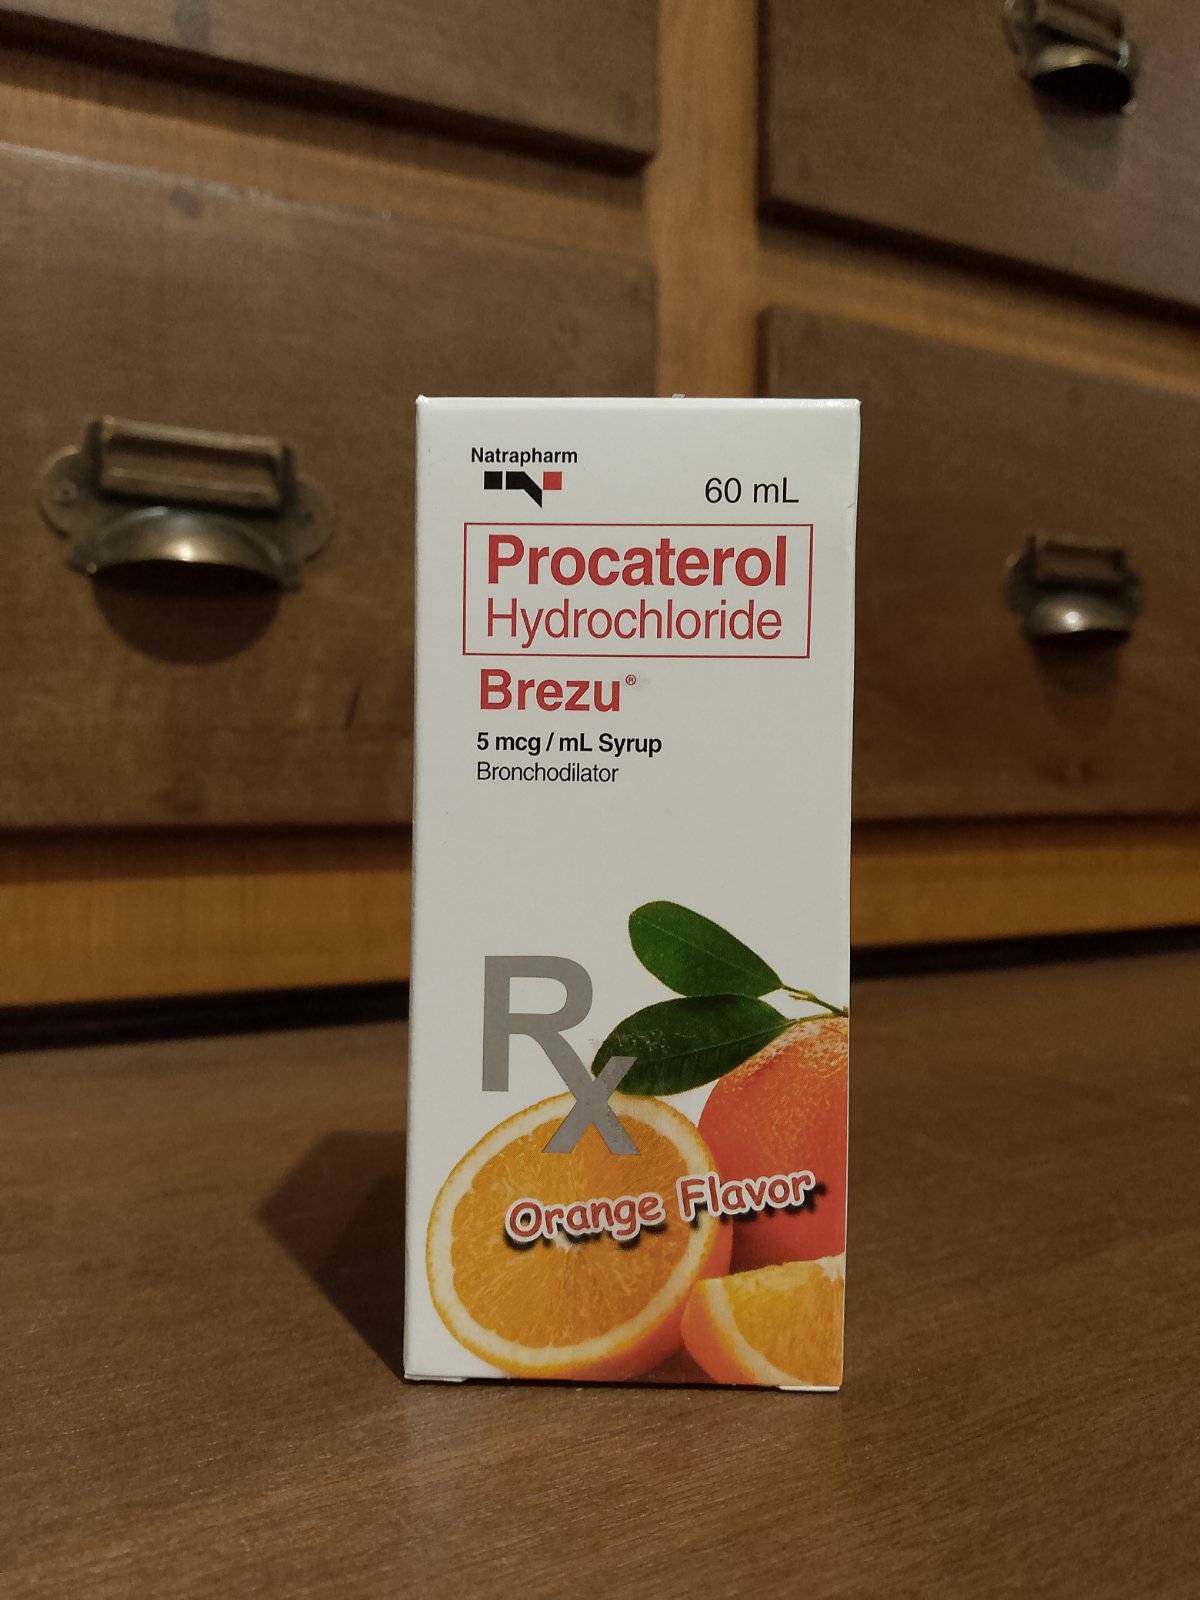 Natrapharm
60 mL
Procaterol
Hydrochloride
Brezu®
5 mcg / mL Syrup
Bronchodilator
Rx
Orange Flavor